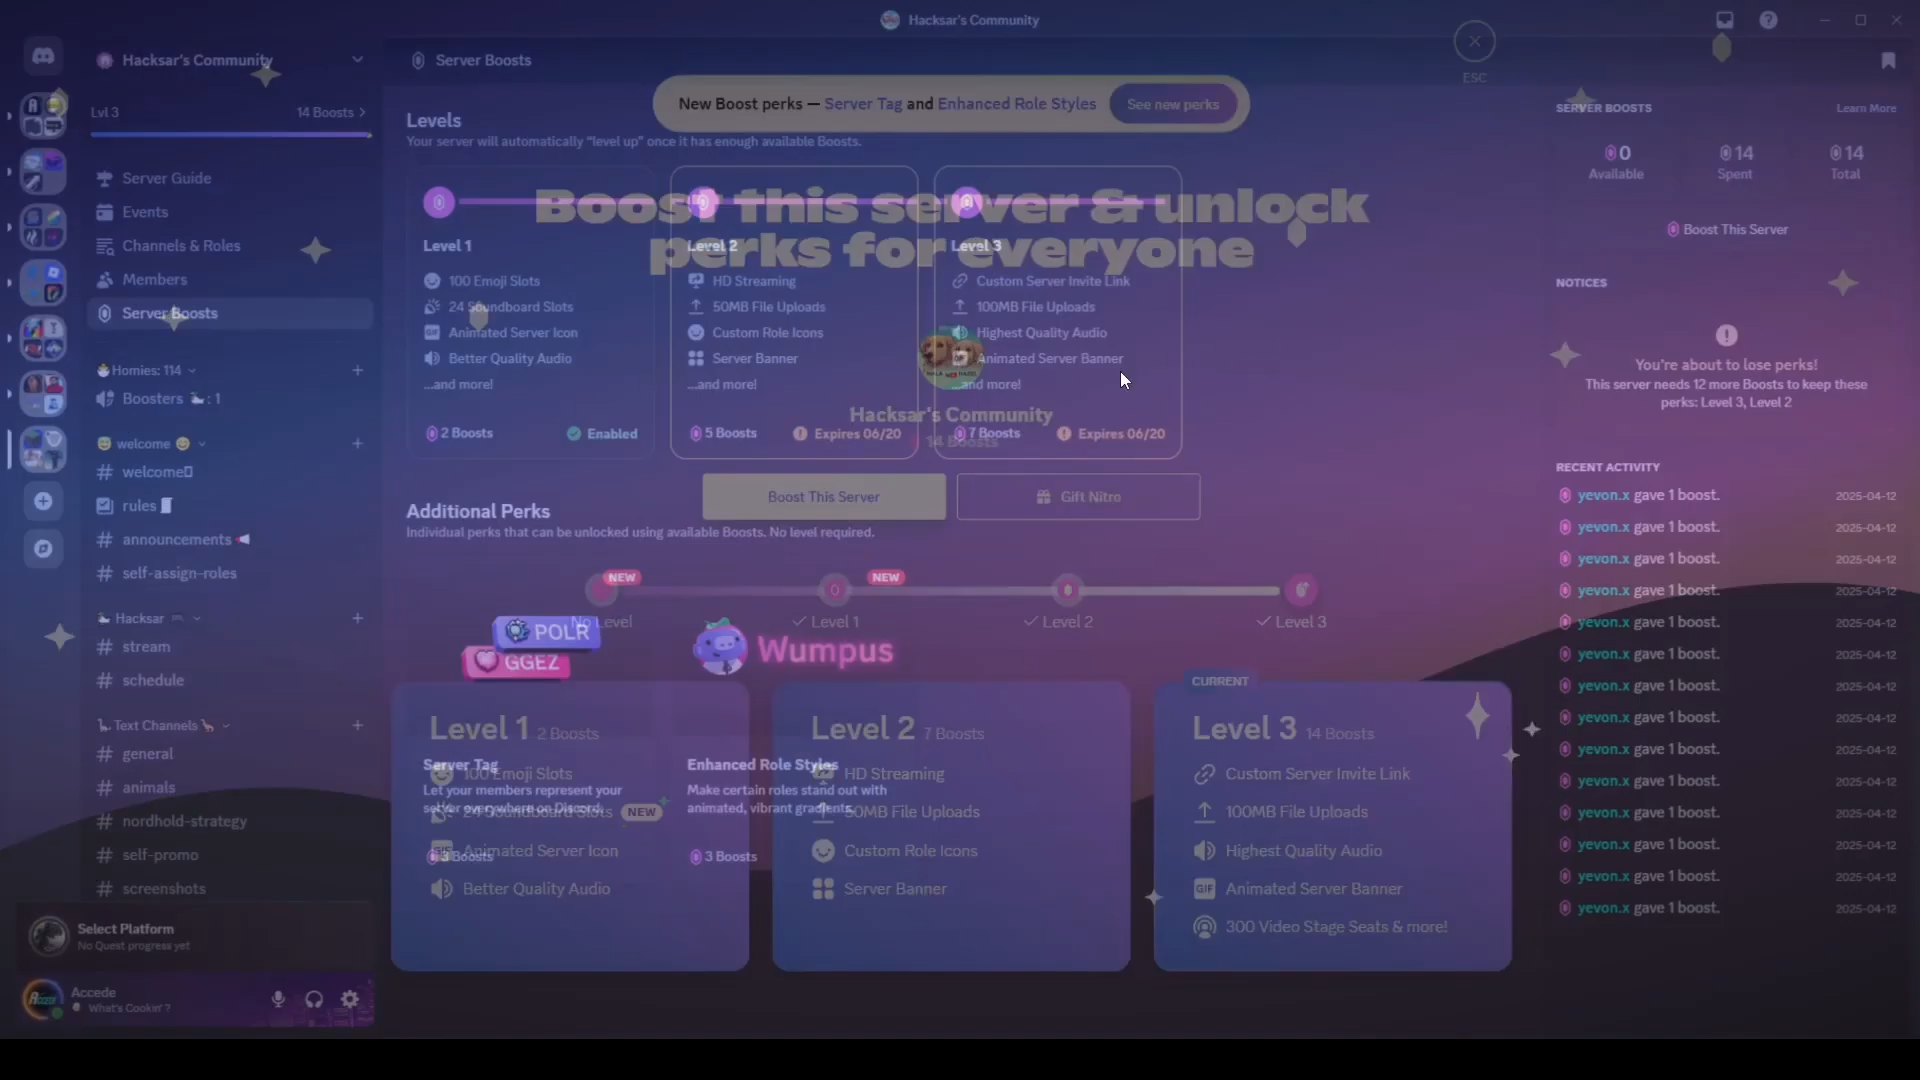 Hacksar's Community
Hacksar's Community
Lvl 3
14 Boosts
Server Guide
Events
Channels & Roles
Members
Server Boosts
Homies: 114
Boosters : 1
welcome
welcome
rules
announcements
self-assign-roles
Hacksar
stream
schedule
Text Channels
general
animals
nordhold-strategy
self-promo
screenshots
Select Platform
No Quest progress yet
Accede
What's Cookin'?
Server Boosts
ESC
New Boost perks — Server Tag and Enhanced Role Styles
See new perks
Levels
Your server will automatically “level up” once it has enough available Boosts.
Boost this server & unlock
perks for everyone
Level 1
100 Emoji Slots
24 Soundboard Slots
Animated Server Icon
Better Quality Audio
...and more!
2 Boosts
Enabled
Level 2
HD Streaming
50MB File Uploads
Custom Role Icons
Server Banner
...and more!
5 Boosts
Expires 06/20
Level 3
Custom Server Invite Link
100MB File Uploads
Highest Quality Audio
Animated Server Banner
...and more!
7 Boosts
Expires 06/20
Hacksar's Community
14 Boosts
Boost This Server
Gift Nitro
Additional Perks
Individual perks that can be unlocked using available Boosts. No level required.
NEW
NEW
No Level
Level 1
Level 2
Level 3
POLR
GGEZ
Wumpus
Server Tag
Let your members represent your
server everywhere on Discord.
3 Boosts
Enhanced Role Styles
Make certain roles stand out with
animated, vibrant gradients.
3 Boosts
Level 1 2 Boosts
100 Emoji Slots
24 Soundboard Slots
NEW
Animated Server Icon
Better Quality Audio
Level 2 7 Boosts
HD Streaming
50MB File Uploads
Custom Role Icons
Server Banner
CURRENT
Level 3 14 Boosts
Custom Server Invite Link
100MB File Uploads
Highest Quality Audio
GIF
Animated Server Banner
300 Video Stage Seats & more!
SERVER BOOSTS
Learn More
0
Available
14
Spent
14
Total
Boost This Server
NOTICES
You're about to lose perks!
This server needs 12 more Boosts to keep these
perks: Level 3, Level 2
RECENT ACTIVITY
yevon.x gave 1 boost. 2025-04-12
yevon.x gave 1 boost. 2025-04-12
yevon.x gave 1 boost. 2025-04-12
yevon.x gave 1 boost. 2025-04-12
yevon.x gave 1 boost. 2025-04-12
yevon.x gave 1 boost. 2025-04-12
yevon.x gave 1 boost. 2025-04-12
yevon.x gave 1 boost. 2025-04-12
yevon.x gave 1 boost. 2025-04-12
yevon.x gave 1 boost. 2025-04-12
yevon.x gave 1 boost. 2025-04-12
yevon.x gave 1 boost. 2025-04-12
yevon.x gave 1 boost. 2025-04-12
yevon.x gave 1 boost. 2025-04-12